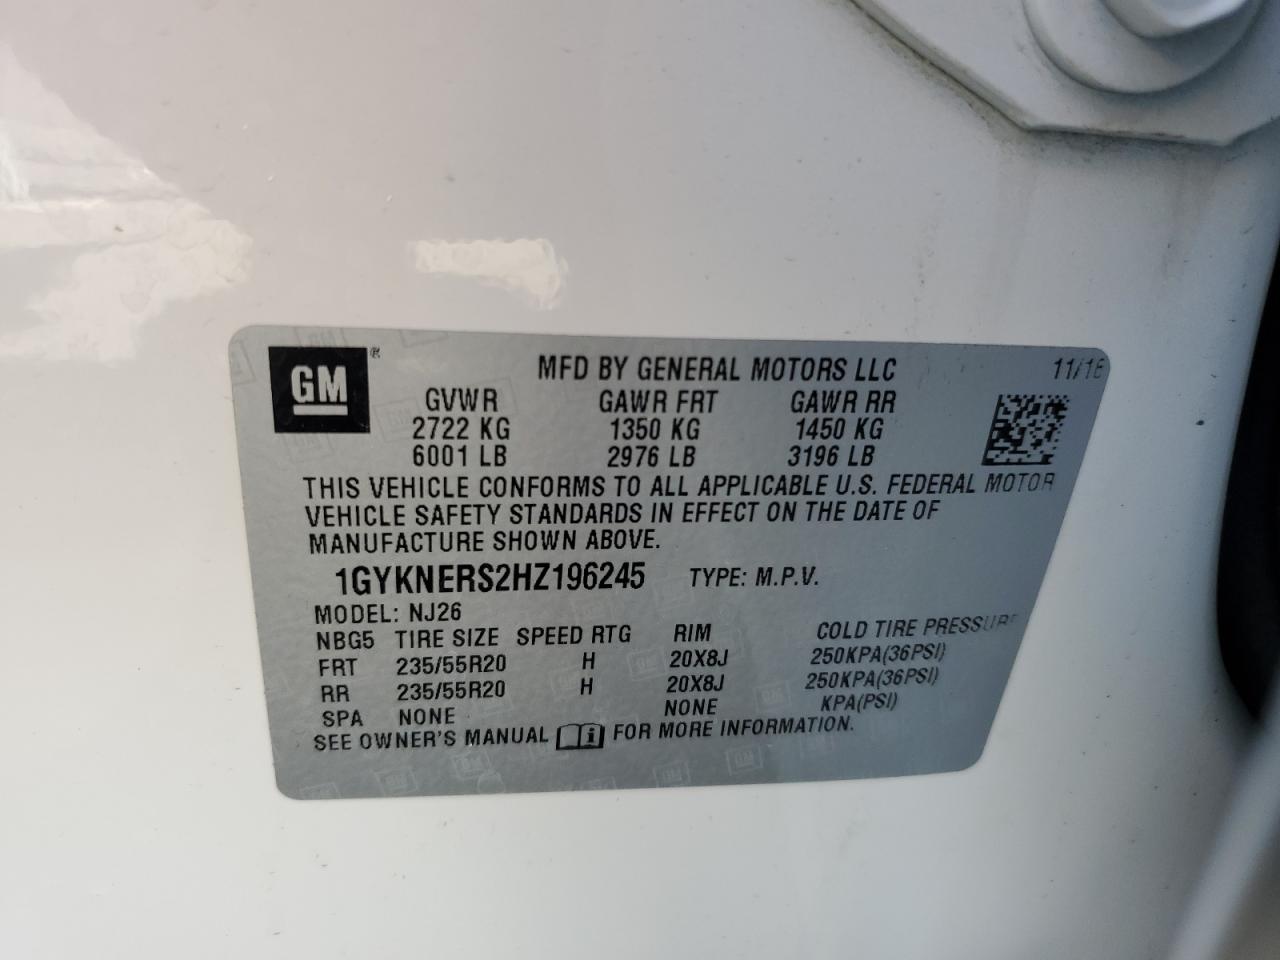 GM ® MFD BY GENERAL MOTORS LLC 11/16
GVWR GAWR FRT GAWR RR
2722 KG 1350 KG 1450 KG
6001 LB 2976 LB 3196 LB
THIS VEHICLE CONFORMS TO ALL APPLICABLE U.S. FEDERAL MOTOR
VEHICLE SAFETY STANDARDS IN EFFECT ON THE DATE OF
MANUFACTURE SHOWN ABOVE.
1GYKNERS2HZ196245 TYPE: M.P.V.
MODEL: NJ26
NBG5 TIRE SIZE SPEED RTG RIM COLD TIRE PRESSURE
FRT 235/55R20 H 20X8J 250KPA(36PSI)
RR 235/55R20 H 20X8J 250KPA(36PSI)
SPA NONE NONE KPA(PSI)
SEE OWNER'S MANUAL FOR MORE INFORMATION.